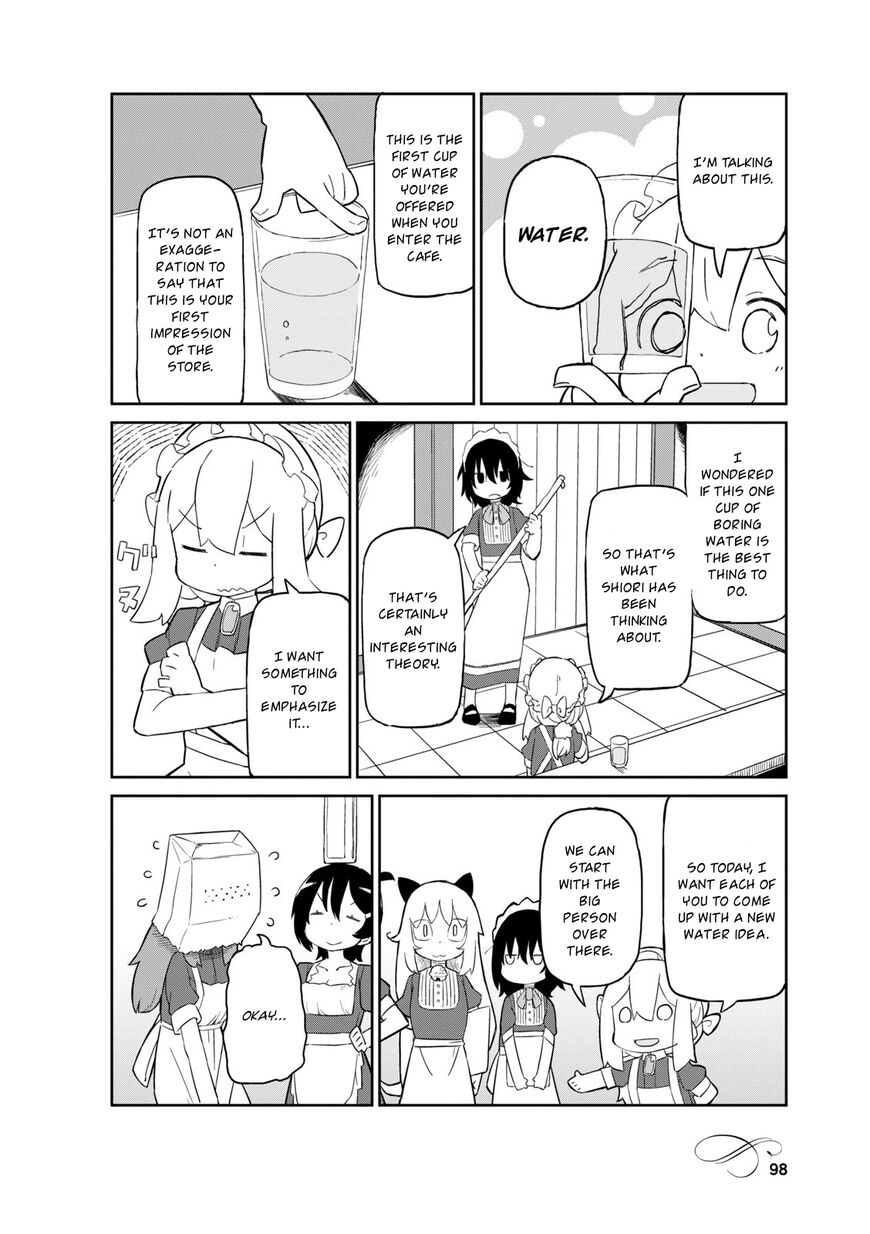 I'M TALKING
ABOUT THIS.
WATER.
THIS IS THE
FIRST CUP
OF WATER
YOU'RE
OFFERED
WHEN YOU
ENTER THE
CAFE.
IT'S NOT AN
EXAGGE-
RATION TO
SAY THAT
THIS IS YOUR
FIRST
IMPRESSION
OF THE
STORE.
I
WONDERED
IF THIS ONE
CUP OF
BORING
WATER IS
THE BEST
THING TO
DO.
SO THAT'S
WHAT
SHIORI HAS
BEEN
THINKING
ABOUT.
THAT'S
CERTAINLY
AN
INTERESTING
THEORY.
グヌ
I WANT
SOMETHING
TO
EMPHASIZE
IT...
SO TODAY, I
WANT EACH OF
YOU TO COME
UP WITH A NEW
WATER IDEA.
WE CAN
START
WITH THE
BIG
PERSON
OVER
THERE.
OKAY...
98